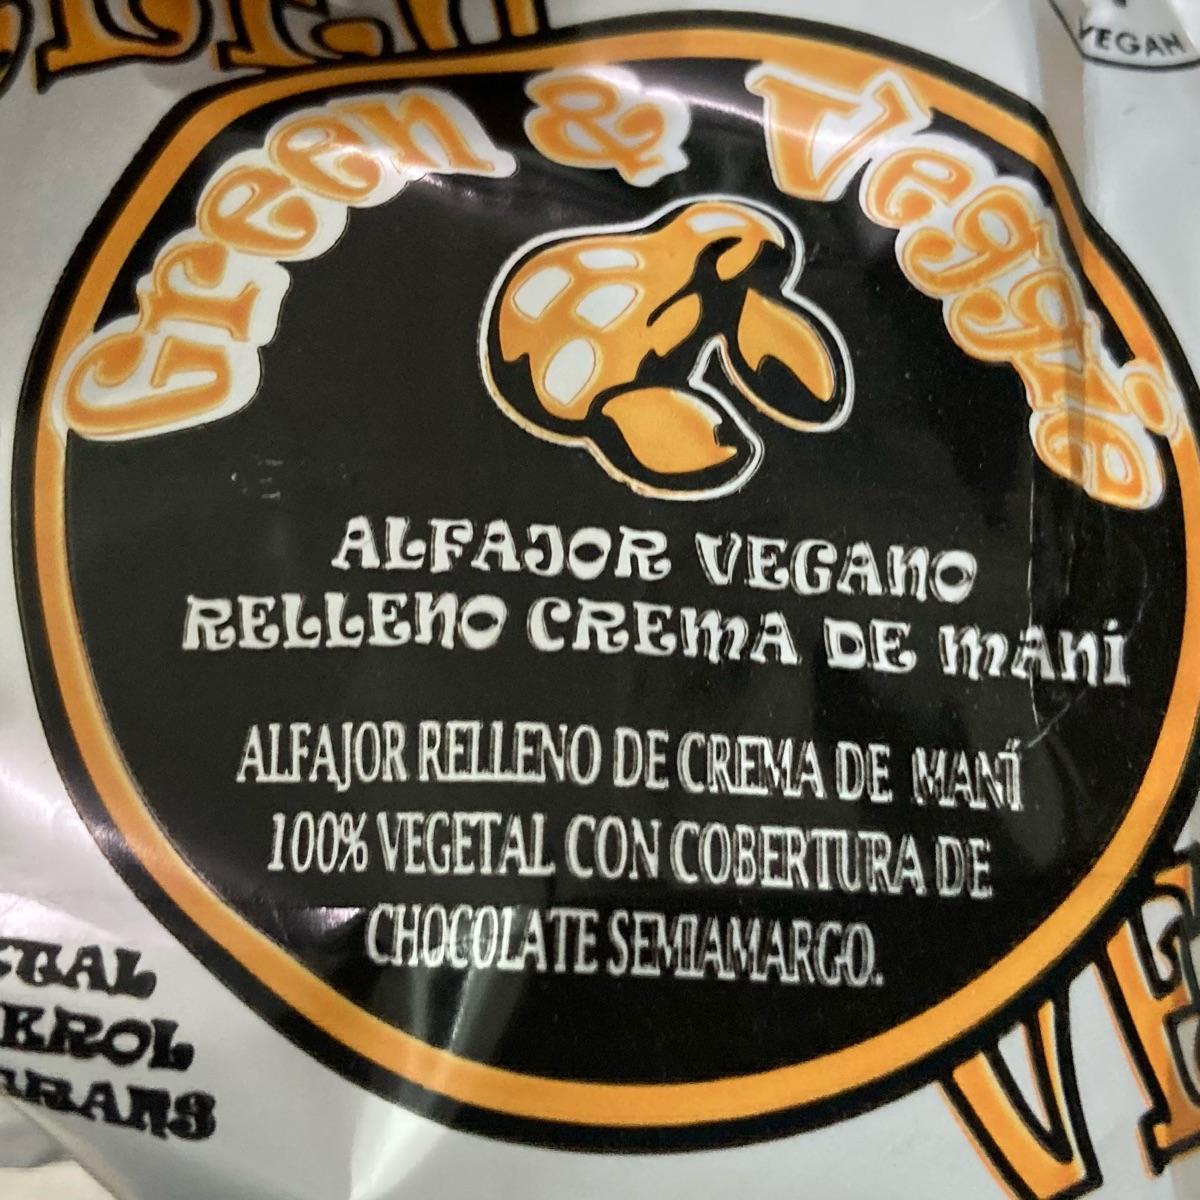 VEGAN
Green & Veggie
ALFAJOR VEGANO
RELLENO CREMA DE MANÍ
ALFAJOR RELLENO DE CREMA DE MANÍ
100% VEGETAL CON COBERTURA DE
CHOCOLATE SEMIAMARGO.